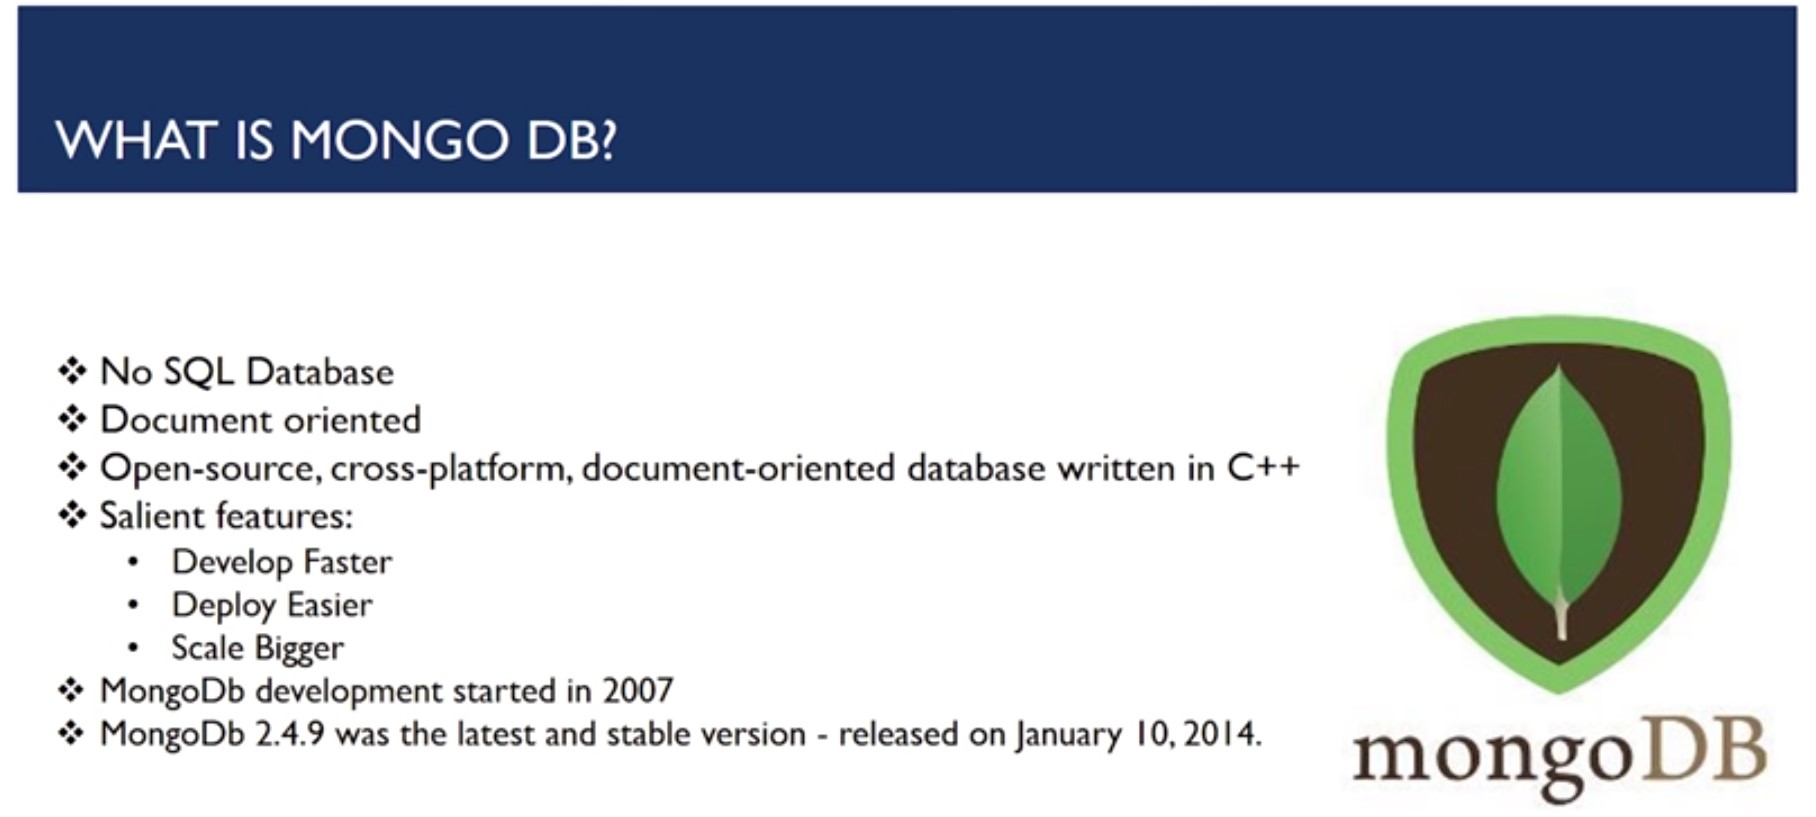 WHAT IS MONGO DB?
❖ No SQL Database
❖ Document oriented
❖ Open-source, cross-platform, document-oriented database written in C++
❖ Salient features:
• Develop Faster
• Deploy Easier
• Scale Bigger
❖ MongoDb development started in 2007
❖ MongoDb 2.4.9 was the latest and stable version - released on January 10, 2014.
mongoDB